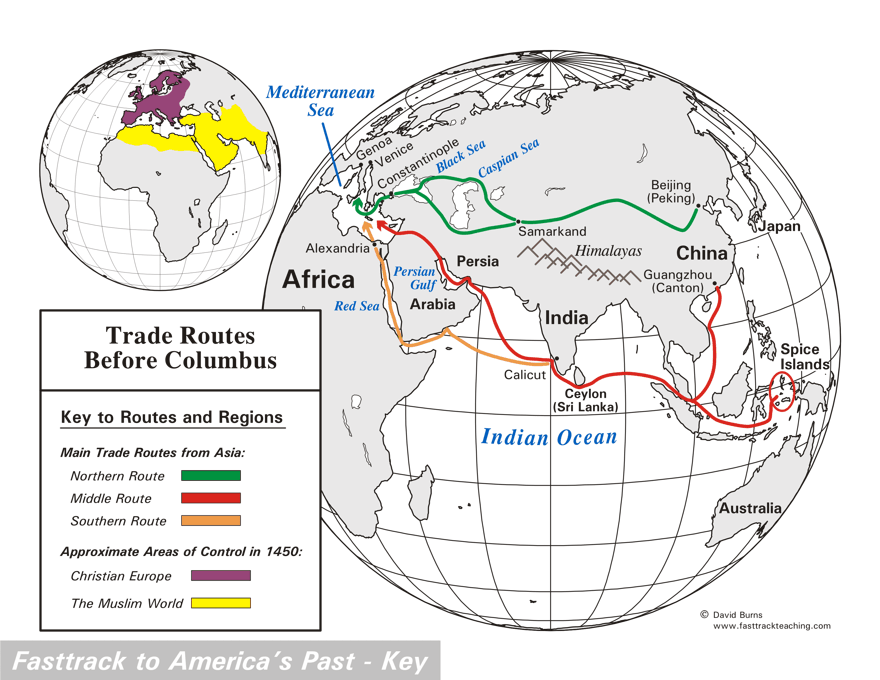 Mediterranean
Sea
Genoa
Venice
Constantinople
Black Sea
Caspian Sea
Beijing
(Peking)
Japan
Samarkand
Alexandria
Himalayas
China
Persia
Guangzhou
(Canton)
Africa
Persian
Gulf
Red Sea
Arabia
India
Spice
Islands
Calicut
Ceylon
(Sri Lanka)
Indian Ocean
Australia
Trade Routes
Before Columbus
Key to Routes and Regions
Main Trade Routes from Asia:
Northern Route
Middle Route
Southern Route
Approximate Areas of Control in 1450:
Christian Europe
The Muslim World
© David Burns
www.fasttrackteaching.com
Fasttrack to America's Past - Key